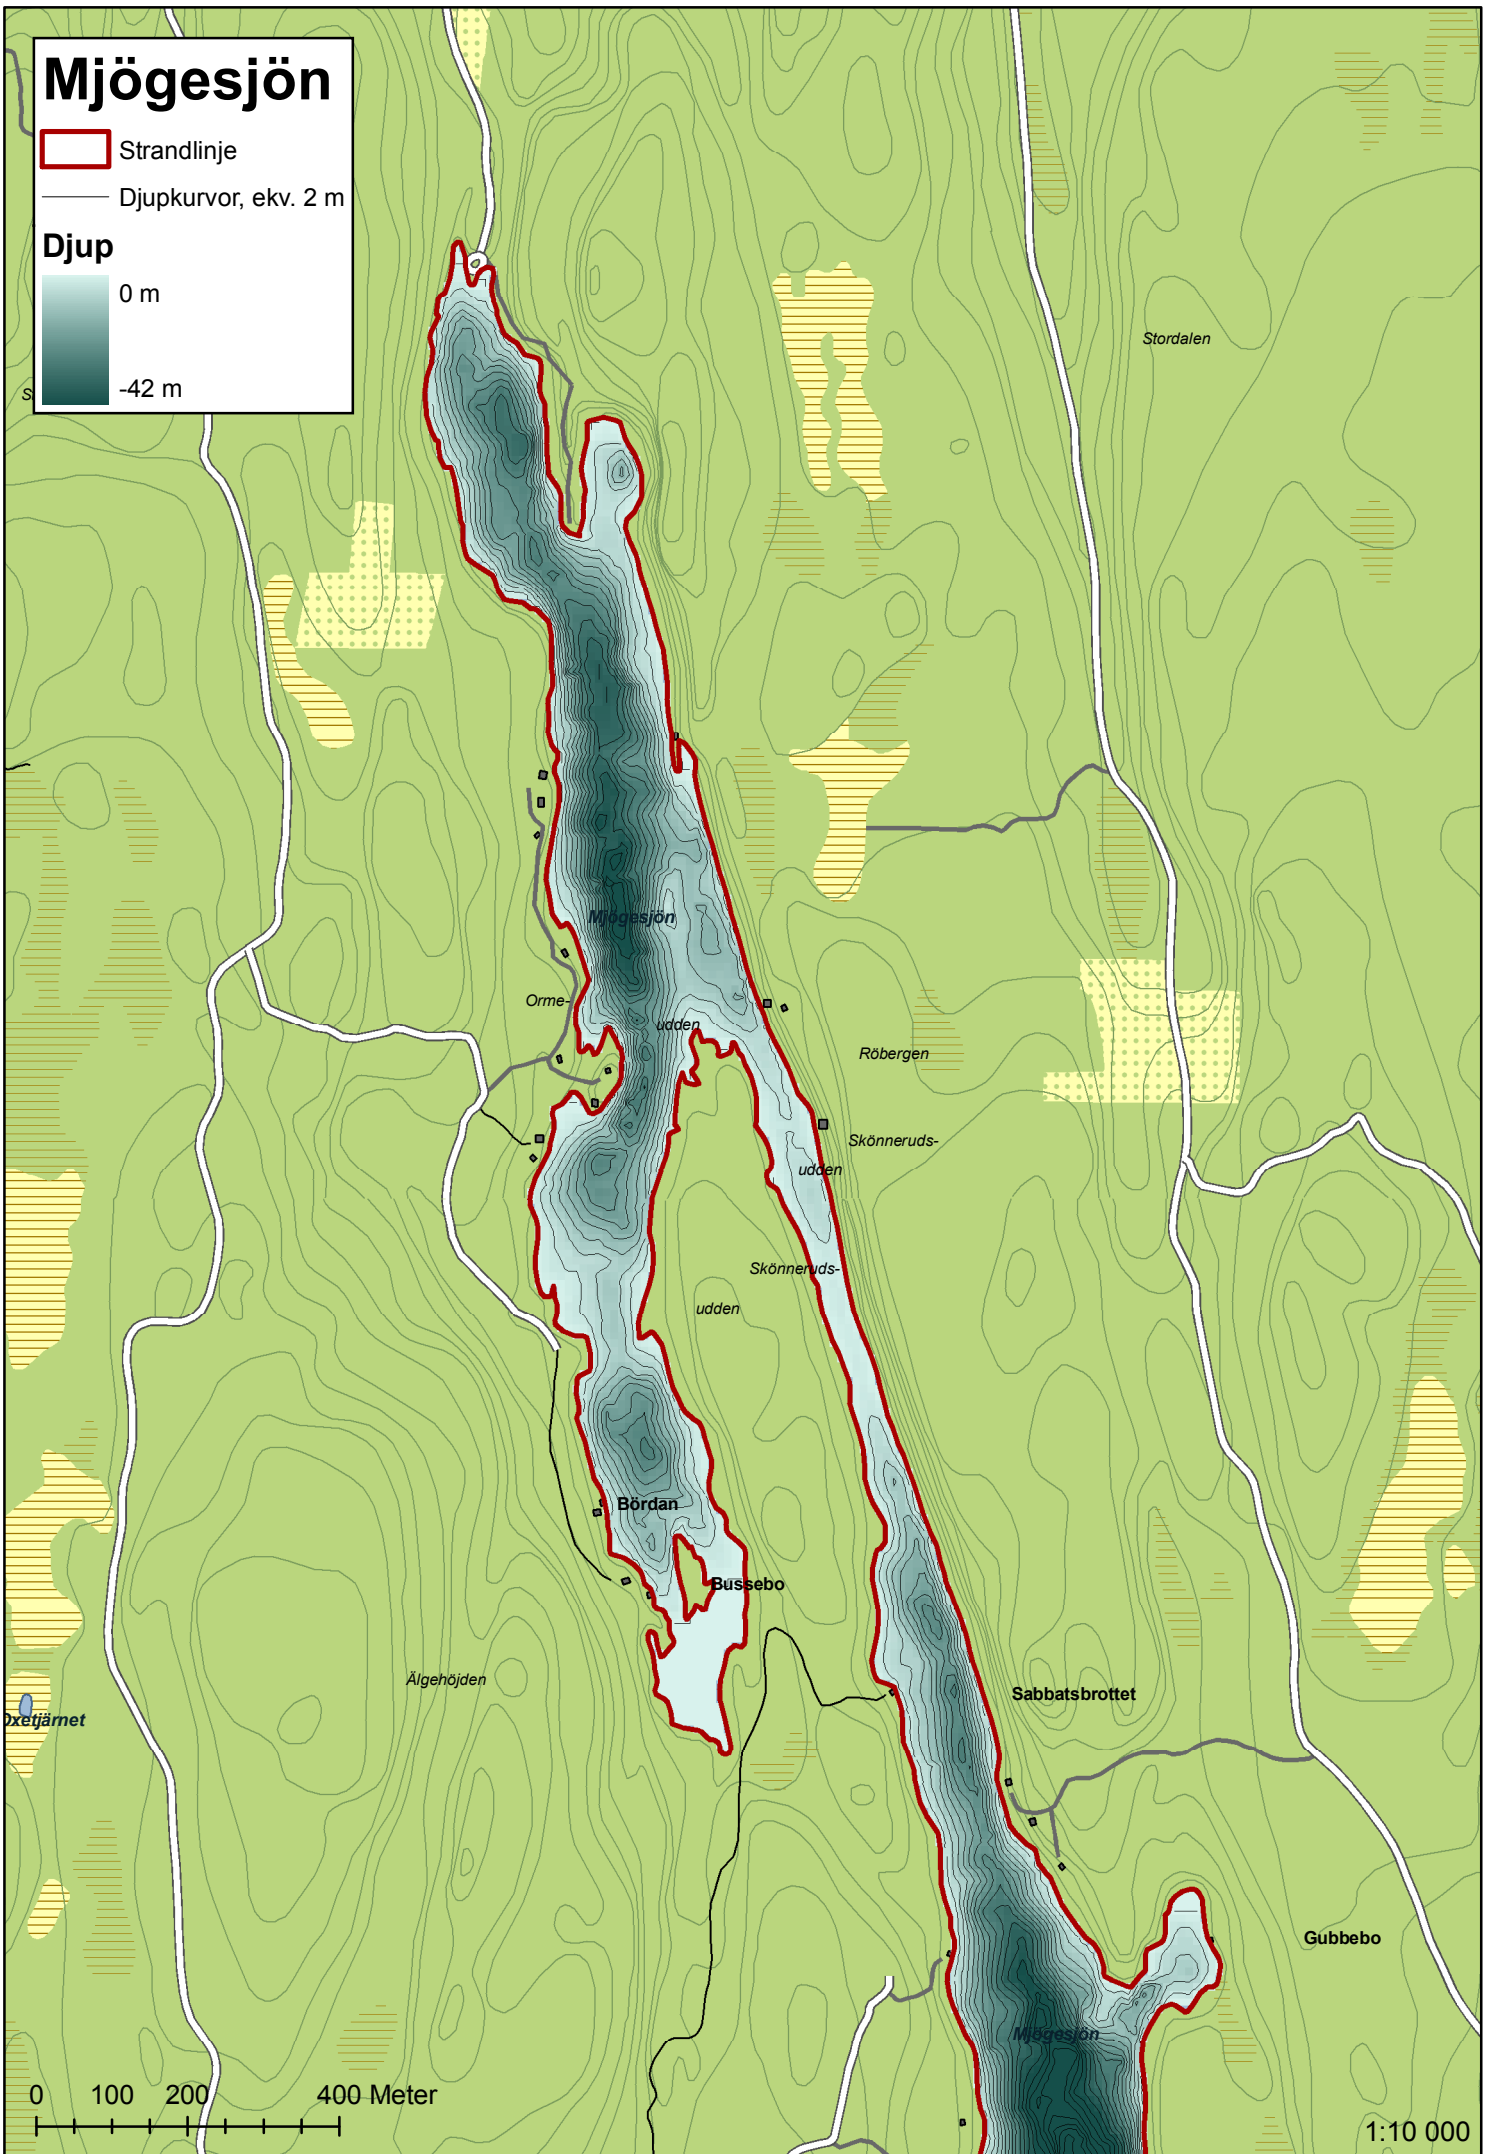 Mjögesjön
Strandlinje
Djupkurvor, ekv. 2 m
Djup
0 m
-42 m
Stordalen
Mjögesjön
Orme-
udden
Röbergen
Skönneruds-
udden
Skönneruds-
udden
Bördan
Bussebo
Älgehöjden
Sabbatsbrottet
Oxetjärnet
Gubbebo
Mjögesjön
0 100 200 400 Meter
1:10 000